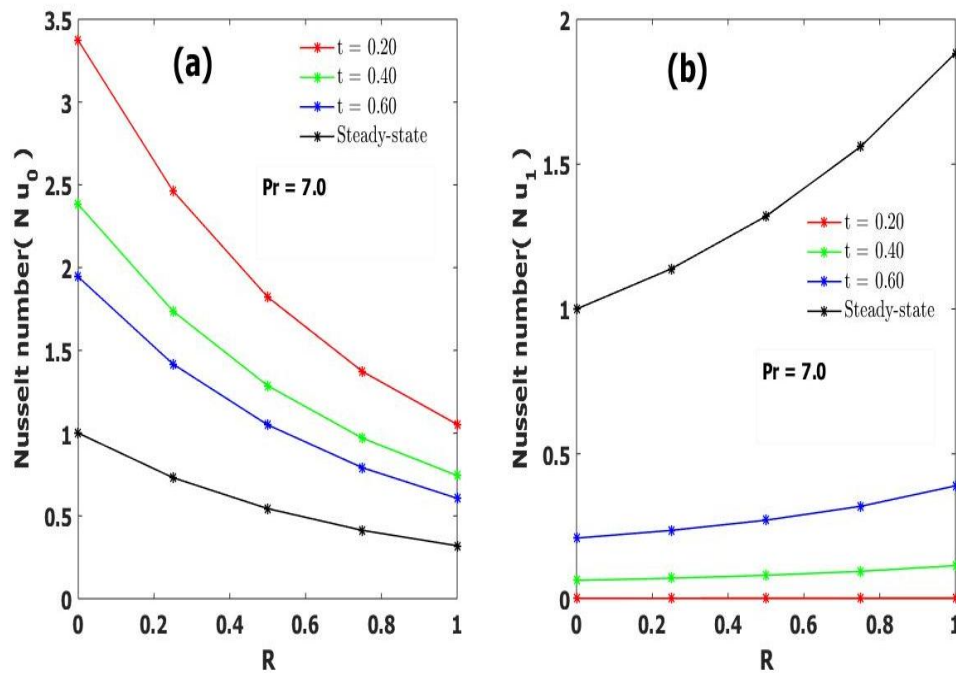 (a)
t = 0.20
t = 0.40
t = 0.60
Steady-state
Pr = 7.0
Nusselt number( N u0 )
3.5
3
2.5
2
1.5
1
0.5
0
0 0.2 0.4 0.6 0.8 1
R
(b)
t = 0.20
t = 0.40
t = 0.60
Steady-state
Pr = 7.0
Nusselt number( N u1 )
2
1.5
1
0.5
0
0 0.2 0.4 0.6 0.8 1
R